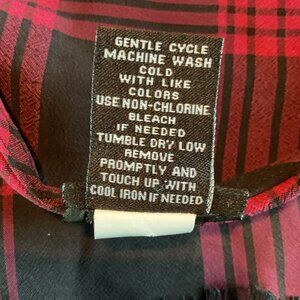 GENTLE CYCLE
MACHINE WASH
COLD
WITH LIKE
COLORS
USE NON-CHLORINE
BLEACH
IF NEEDED
TUMBLE DRY LOW
REMOVE
PROMPTLY AND
TOUCH UP WITH
COOL IRON IF NEEDED